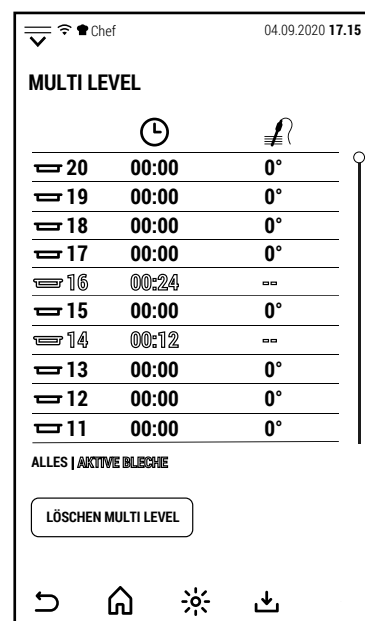 Chef 04.09.2020 17.15
MULTI LEVEL
20 00:00 0°
19 00:00 0°
18 00:00 0°
17 00:00 0°
16 00:24 --
15 00:00 0°
14 00:12 --
13 00:00 0°
12 00:00 0°
11 00:00 0°
ALLES | AKTIVE BLECHE
LÖSCHEN MULTI LEVEL